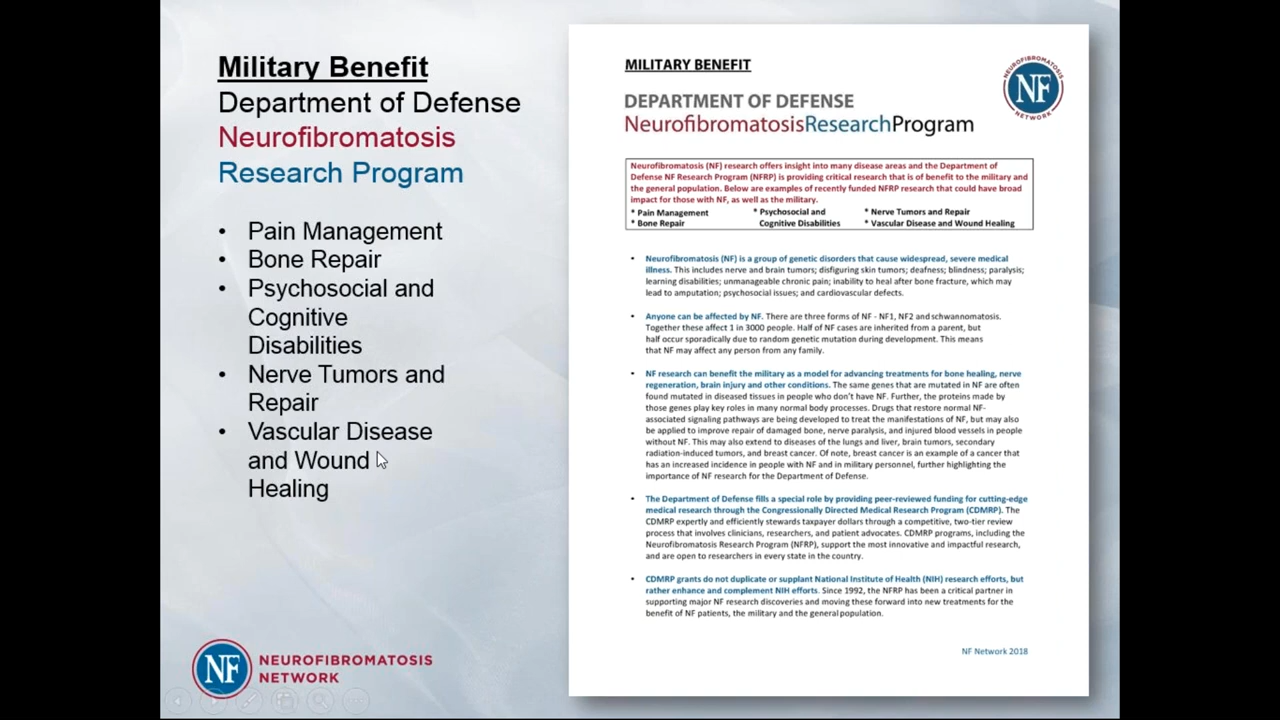 Military Benefit
Department of Defense
Neurofibromatosis
Research Program
• Pain Management
• Bone Repair
• Psychosocial and
Cognitive
Disabilities
• Nerve Tumors and
Repair
• Vascular Disease
and Wound
Healing
NF
NEUROFIBROMATOSIS
NETWORK
MILITARY BENEFIT
NEUROFIBROMATOSIS
NF
NETWORK
DEPARTMENT OF DEFENSE
NeurofibromatosisResearchProgram
Neurofibromatosis (NF) research offers insight into many disease areas and the Department of
Defense NF Research Program (NFRP) is providing critical research that is of benefit to the military and
the general population. Below are examples of recently funded NFRP research that could have broad
impact for those with NF, as well as the military.
* Pain Management * Psychosocial and * Nerve Tumors and Repair
* Bone Repair Cognitive Disabilities * Vascular Disease and Wound Healing
• Neurofibromatosis (NF) is a group of genetic disorders that cause widespread, severe medical
illness. This includes nerve and brain tumors; disfiguring skin tumors; deafness; blindness; paralysis;
learning disabilities; unmanageable chronic pain; inability to heal after bone fracture, which may
lead to amputation; psychosocial issues; and cardiovascular defects.
• Anyone can be affected by NF. There are three forms of NF - NF1, NF2 and schwannomatosis.
Together these affect 1 in 3000 people. Half of NF cases are inherited from a parent, but
half occur sporadically due to random genetic mutation during development. This means
that NF may affect any person from any family.
• NF research can benefit the military as a model for advancing treatments for bone healing, nerve
regeneration, brain injury and other conditions. The same genes that are mutated in NF are often
found mutated in diseased tissues in people who don't have NF. Further, the proteins made by
those genes play key roles in many normal body processes. Drugs that restore normal NF-
associated signaling pathways are being developed to treat the manifestations of NF, but may also
be applied to improve repair of damaged bone, nerve paralysis, and injured blood vessels in people
without NF. This may also extend to diseases of the lungs and liver, brain tumors, secondary
radiation-induced tumors, and breast cancer. Of note, breast cancer is an example of a cancer that
has an increased incidence in people with NF and in military personnel, further highlighting the
importance of NF research for the Department of Defense.
• The Department of Defense fills a special role by providing peer-reviewed funding for cutting-edge
medical research through the Congressionally Directed Medical Research Program (CDMRP). The
CDMRP expertly and efficiently stewards taxpayer dollars through a competitive, two-tier review
process that involves clinicians, researchers, and patient advocates. CDMRP programs, including the
Neurofibromatosis Research Program (NFRP), support the most innovative and impactful research,
and are open to researchers in every state in the country.
• CDMRP grants do not duplicate or supplant National Institute of Health (NIH) research efforts, but
rather enhance and complement NIH efforts. Since 1992, the NFRP has been a critical partner in
supporting major NF research discoveries and moving these forward into new treatments for the
benefit of NF patients, the military and the general population.
NF Network 2018